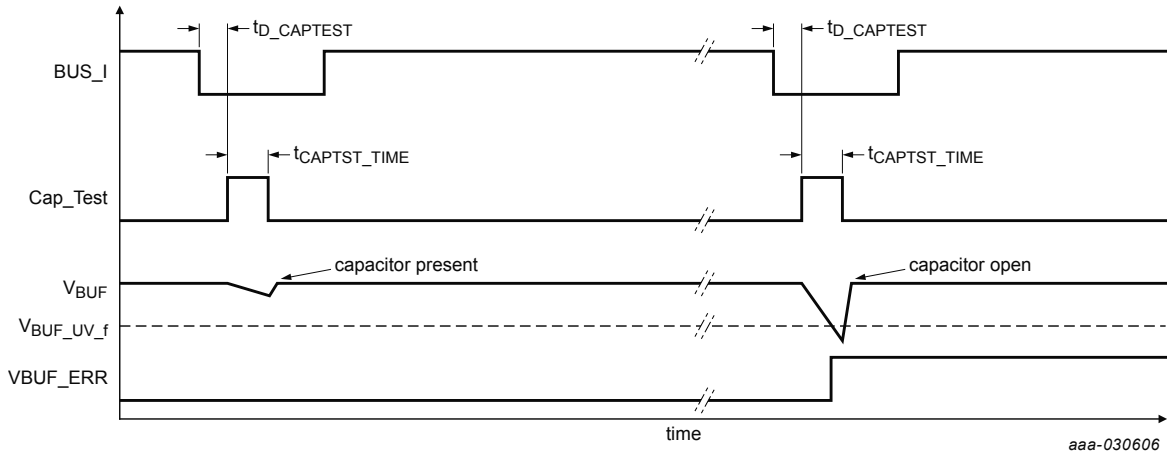 tD_CAPTEST
tD_CAPTEST
BUS_I
tCAPTST_TIME
tCAPTST_TIME
Cap_Test
capacitor present
capacitor open
VBUF
VBUF_UV_f
VBUF_ERR
time
aaa-030606